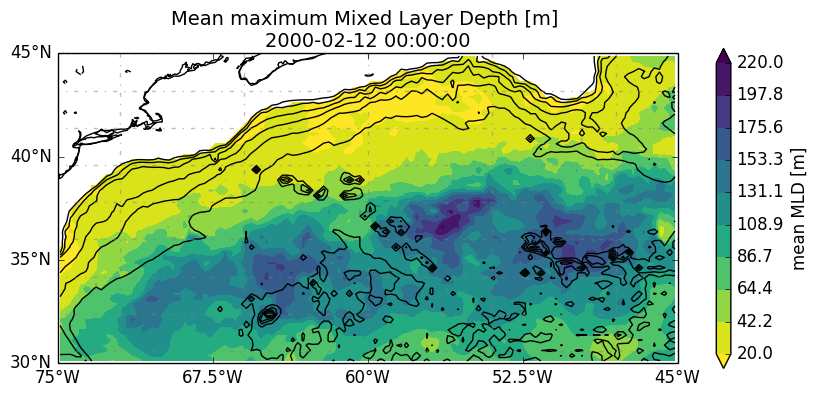 Mean maximum Mixed Layer Depth [m]
2000-02-12 00:00:00
45°N
40°N
35°N
30°N
75°W
67.5°W
60°W
52.5°W
45°W
220.0
197.8
175.6
153.3
131.1
108.9
86.7
64.4
42.2
20.0
mean MLD [m]